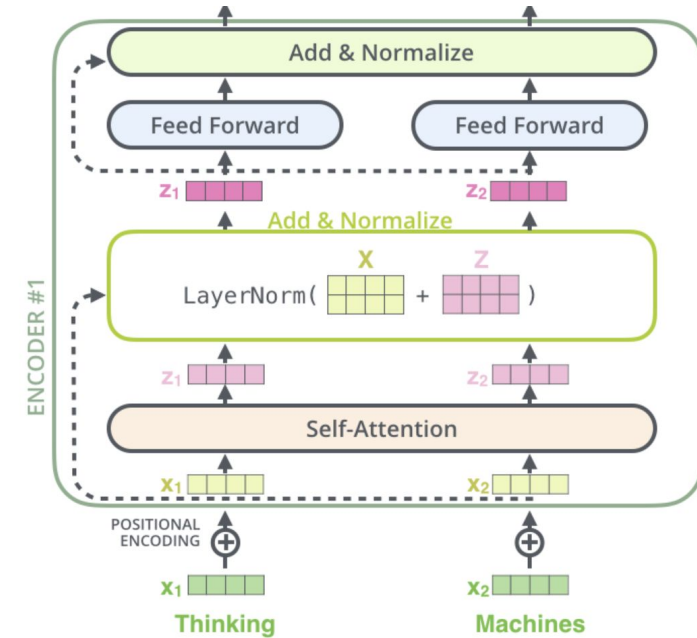 Add & Normalize
Feed Forward
Feed Forward
z₁
z₂
Add & Normalize
X
Z
LayerNorm( + )
z₁
z₂
Self-Attention
x₁
x₂
ENCODER #1
POSITIONAL
ENCODING
x₁
x₂
Thinking
Machines